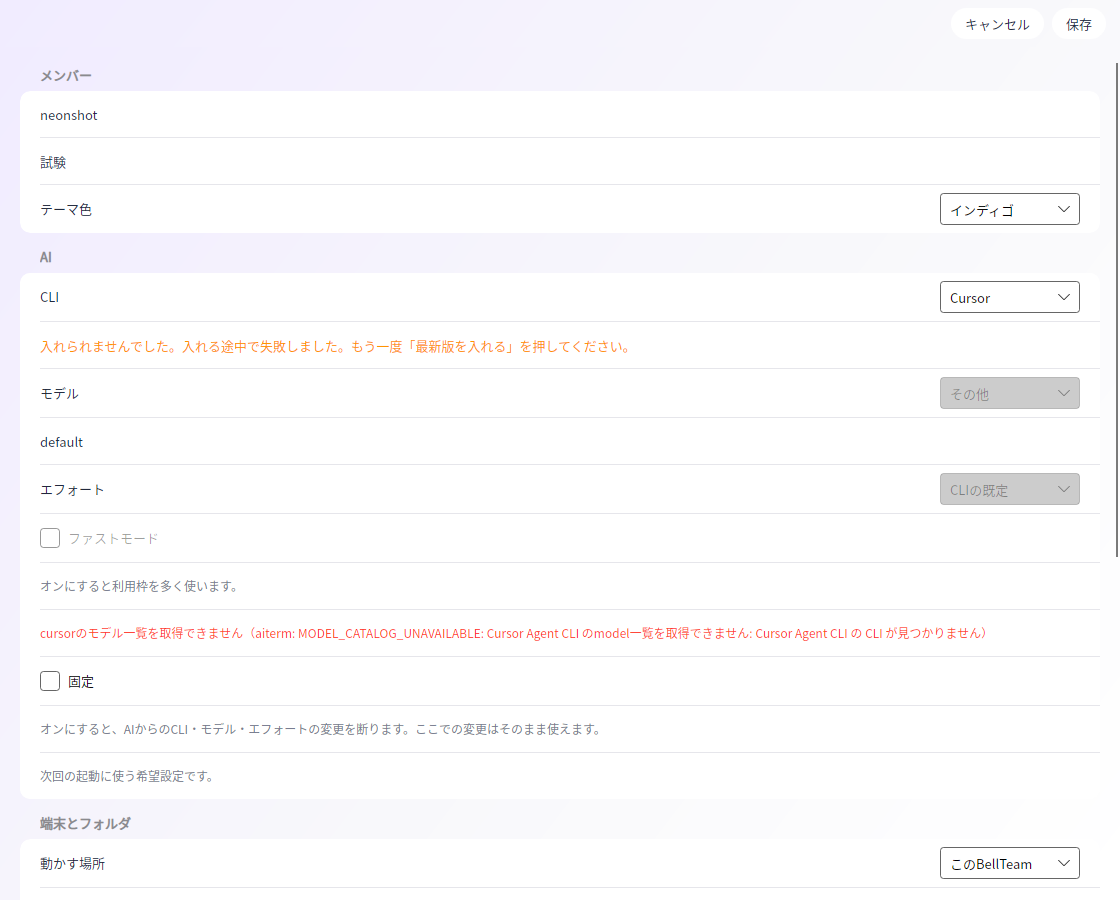 キャンセル
保存
メンバー
neonshot
試験
テーマ色
インディゴ
AI
CLI
Cursor
入れられませんでした。入れる途中で失敗しました。もう一度「最新版を入れる」を押してください。
モデル
その他
default
エフォート
CLIの既定
ファストモード
オンにすると利用枠を多く使います。
cursorのモデル一覧を取得できません（aiterm: MODEL_CATALOG_UNAVAILABLE: Cursor Agent CLI のmodel一覧を取得できません: Cursor Agent CLI の CLI が見つかりません）
固定
オンにすると、AIからのCLI・モデル・エフォートの変更を断ります。ここでの変更はそのまま使えます。
次回の起動に使う希望設定です。
端末とフォルダ
動かす場所
このBellTeam